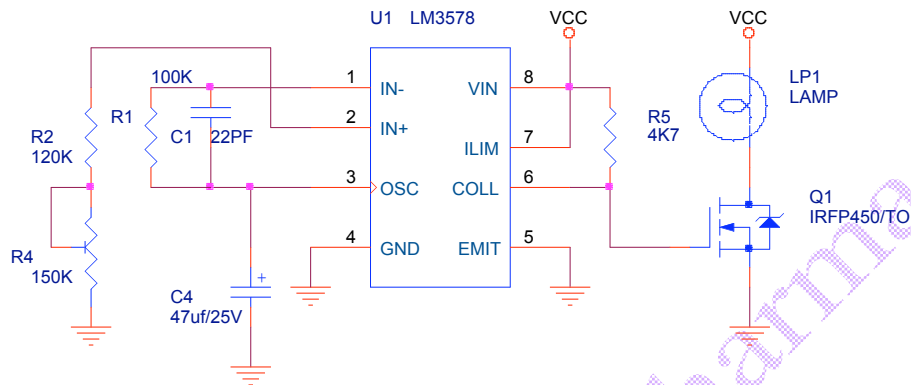 U1 LM3578
VCC
VCC
1
IN-
2
IN+
3
OSC
4
GND
VIN
8
ILIM
7
COLL
6
EMIT
5
100K
R1
C1
22PF
R2
120K
R4
150K
C4
+
47uf/25V
R5
4K7
LP1
LAMP
Q1
IRFP450/TO
harma